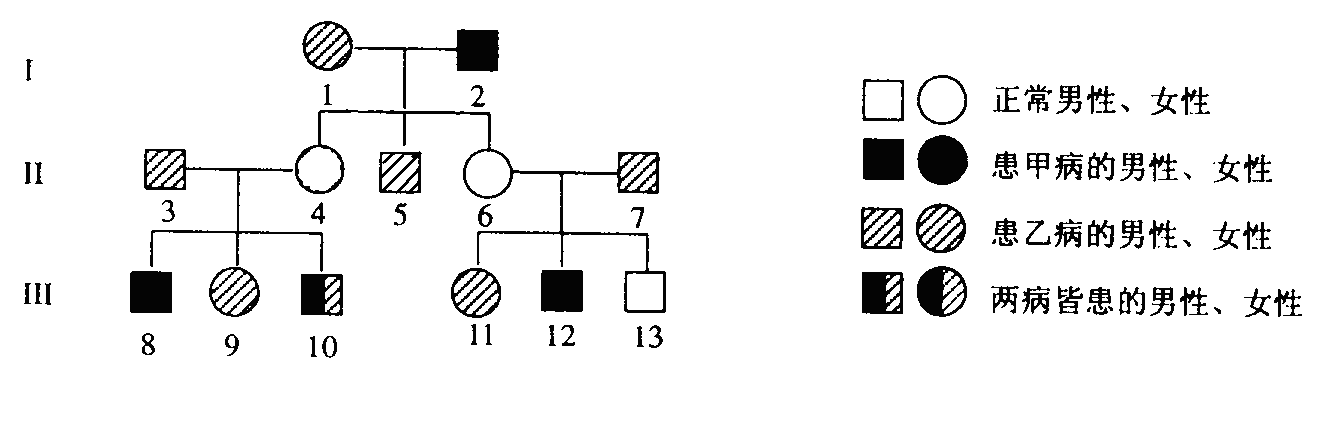 I
1 2
正常男性、女性
II
患甲病的男性、女性
3 4 5 6 7
患乙病的男性、女性
III
两病皆患的男性、女性
8 9 10 11 12 13